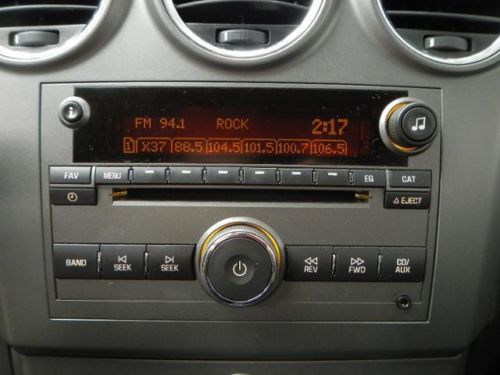 FM 94.1 ROCK 2:17
1 X37 88.5 104.5 101.5 100.7 106.5
FAV MENU EQ CAT
EJECT
BAND SEEK SEEK REV FWD CD/AUX